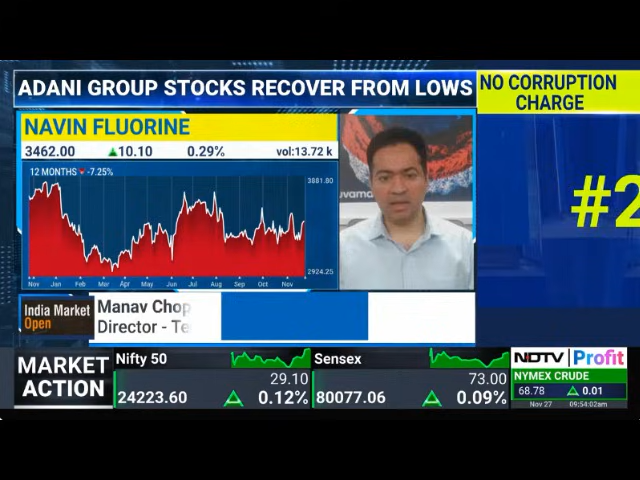 ADANI GROUP STOCKS RECOVER FROM LOWS
NO CORRUPTION
CHARGE
NAVIN FLUORINE
3462.00 10.10 0.29% vol:13.72 k
12 MONTHS -7.25%
3881.80
2924.25
Nov Jan Feb Mar Apr May Jun Jul Aug Sep Oct Nov
#2
India Market
Open
Manav Chop
Director - Te
MARKET
ACTION
Nifty 50
29.10
24223.60 0.12%
Sensex
73.00
80077.06 0.09%
NDTV Profit
NYMEX CRUDE
68.78 0.01
Nov 27 09:54:02am